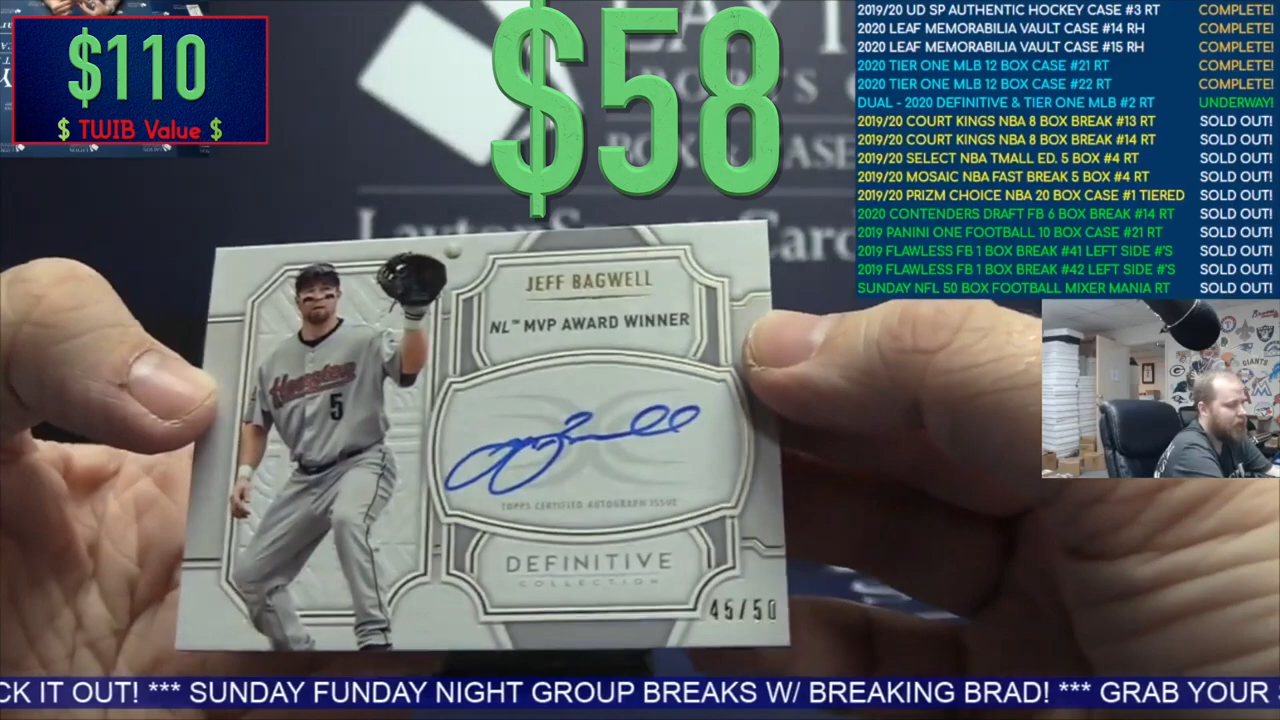 $110
$ TWIB Value $
$58
2019/20 UD SP AUTHENTIC HOCKEY CASE #3 RT COMPLETE!
2020 LEAF MEMORABILIA VAULT CASE #14 RH COMPLETE!
2020 LEAF MEMORABILIA VAULT CASE #15 RH COMPLETE!
2020 TIER ONE MLB 12 BOX CASE #21 RT COMPLETE!
2020 TIER ONE MLB 12 BOX CASE #22 RT COMPLETE!
DUAL - 2020 DEFINITIVE & TIER ONE MLB #2 RT UNDERWAY!
2019/20 COURT KINGS NBA 8 BOX BREAK #13 RT SOLD OUT!
2019/20 COURT KINGS NBA 8 BOX BREAK #14 RT SOLD OUT!
2019/20 SELECT NBA TMALL ED. 5 BOX #4 RT SOLD OUT!
2019/20 MOSAIC NBA FAST BREAK 5 BOX #4 RT SOLD OUT!
2019/20 PRIZM CHOICE NBA 20 BOX CASE #1 TIERED SOLD OUT!
2020 CONTENDERS DRAFT FB 6 BOX BREAK #14 RT SOLD OUT!
2019 PANINI ONE FOOTBALL 10 BOX CASE #21 RT SOLD OUT!
2019 FLAWLESS FB 1 BOX BREAK #41 LEFT SIDE #'S SOLD OUT!
2019 FLAWLESS FB 1 BOX BREAK #42 LEFT SIDE #'S SOLD OUT!
SUNDAY NFL 50 BOX FOOTBALL MIXER MANIA RT SOLD OUT!
JEFF BAGWELL
NL™ MVP AWARD WINNER
Houston
5
TOPPS CERTIFIED AUTOGRAPH ISSUE
DEFINITIVE
COLLECTION
45/50
GIANTS
CK IT OUT! *** SUNDAY FUNDAY NIGHT GROUP BREAKS W/ BREAKING BRAD! *** GRAB YOUR